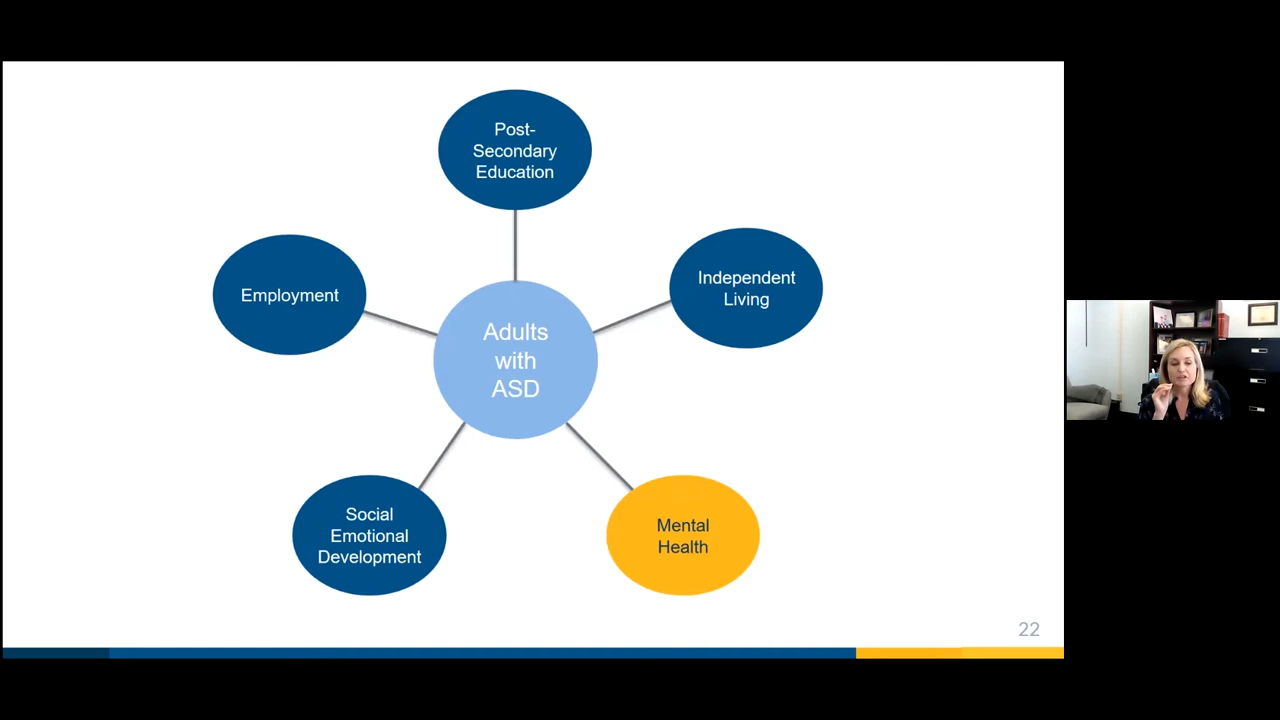 Post-
Secondary
Education
Employment
Independent
Living
Adults
with
ASD
Social
Emotional
Development
Mental
Health
22